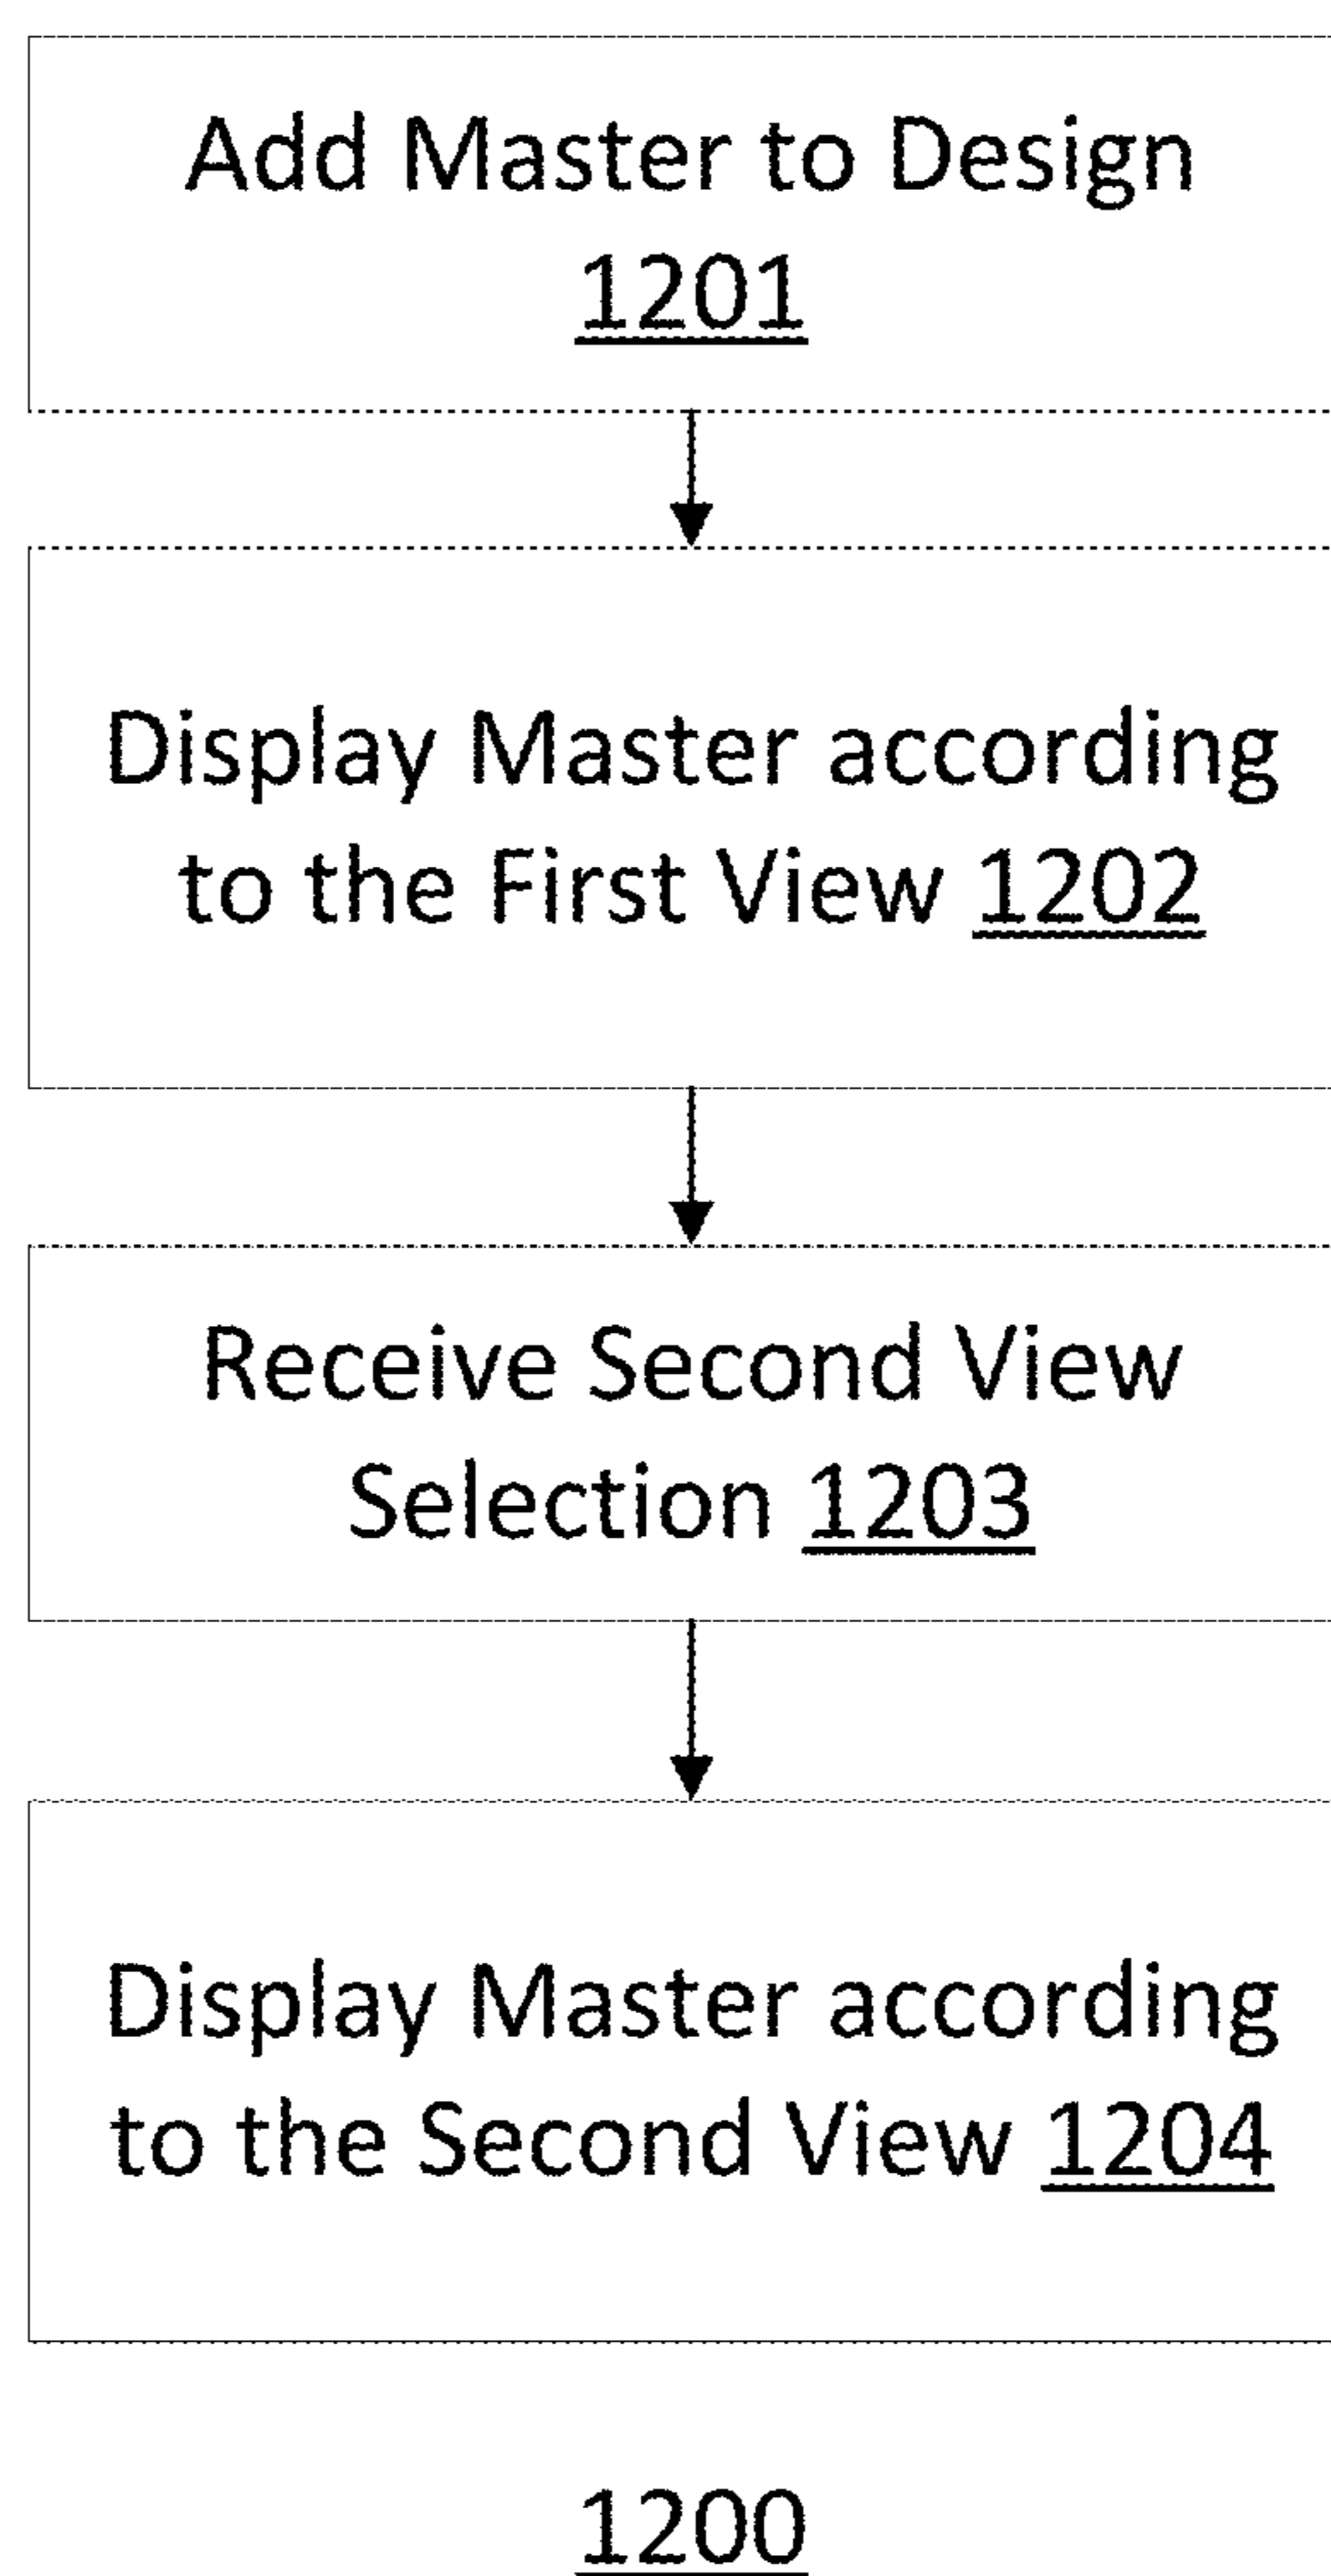 Add Master to Design
1201
Display Master according
to the First View 1202
Receive Second View
Selection 1203
Display Master according
to the Second View 1204
1200